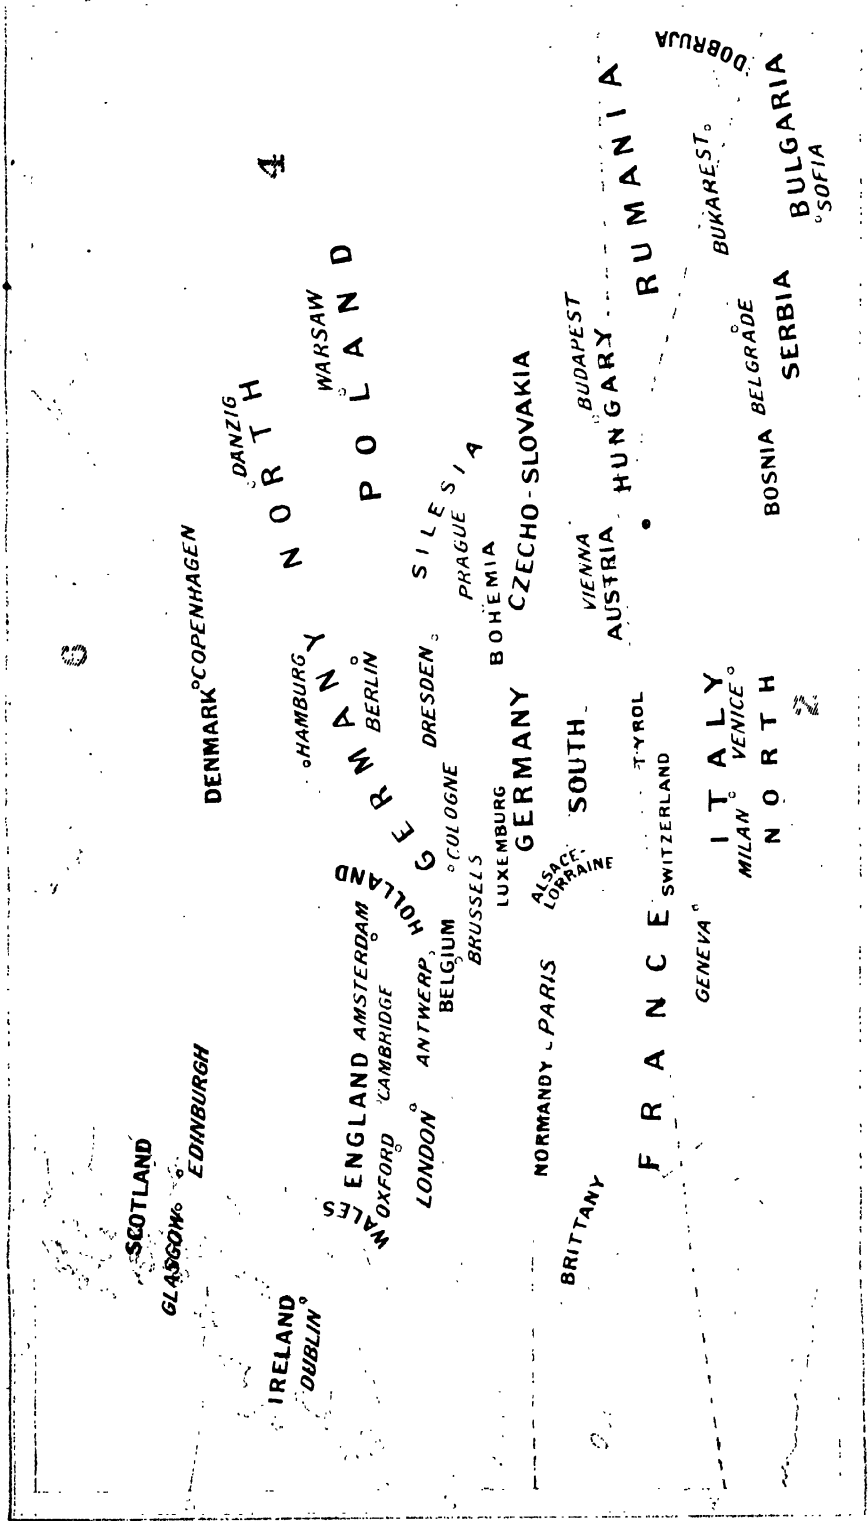 SCOTLAND
GLASGOW
EDINBURGH
IRELAND
DUBLIN
WALES
ENGLAND
OXFORD
CAMBRIDGE
LONDON
DENMARK
COPENHAGEN
6
4
HOLLAND
AMSTERDAM
ANTWERP
BELGIUM
BRUSSELS
HAMBURG
DANZIG
NORTH
GERMANY
BERLIN
WARSAW
POLAND
COLOGNE
DRESDEN
SILESIA
PRAGUE
LUXEMBURG
BOHEMIA
GERMANY
CZECHO-SLOVAKIA
NORMANDY
PARIS
ALSACE-
LORRAINE
SOUTH
VIENNA
AUSTRIA
BUDAPEST
HUNGARY
BRITTANY
FRANCE
SWITZERLAND
TYROL
RUMANIA
DOBRUJA
GENEVA
ITALY
MILAN
VENICE
NORTH
2
BUKAREST
BELGRADE
BOSNIA
SERBIA
BULGARIA
SOFIA